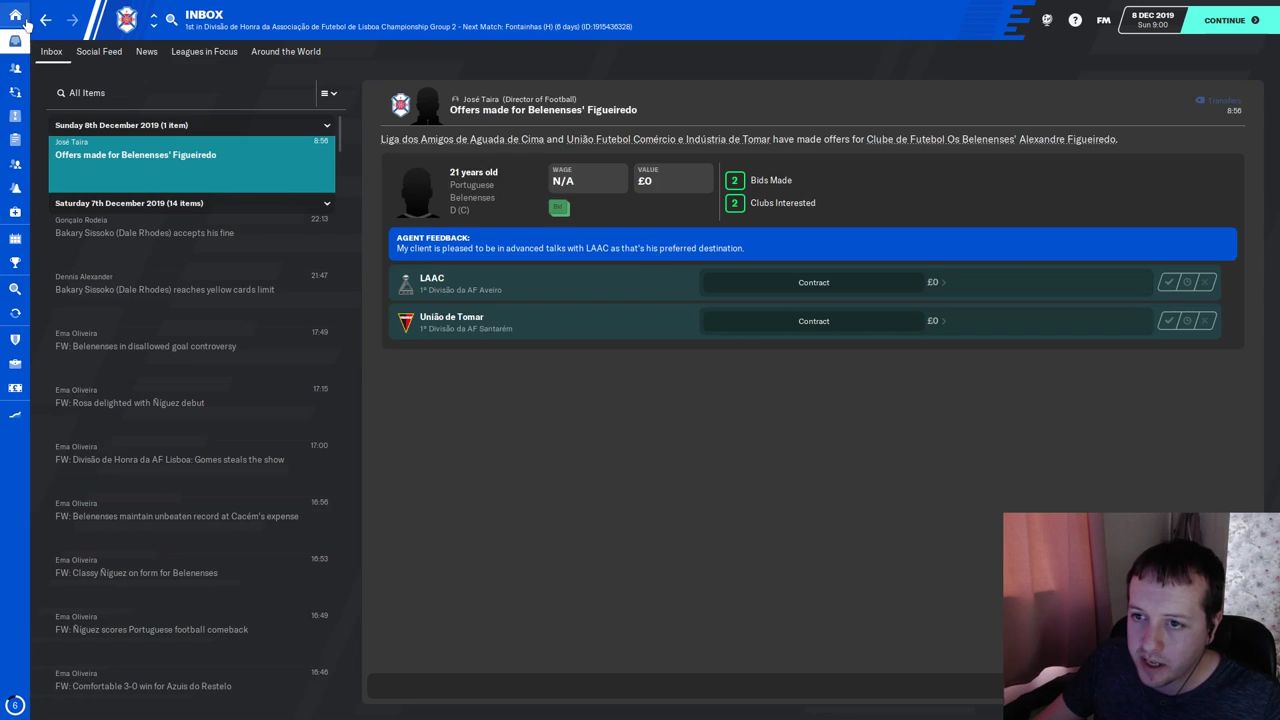 INBOX
1st in Divisão de Honra da Associação de Futebol de Lisboa Championship Group 2 - Next Match: Fontainhas (H) (6 days) (ID:1915436328)
FM
8 DEC 2019
SUN 9:00
CONTINUE
Inbox
Social Feed
News
Leagues in Focus
Around the World
All Items
Sunday 8th December 2019 (1 item)
José Taira
8:56
Offers made for Belenenses' Figueiredo
Saturday 7th December 2019 (14 items)
Gonçalo Rodeia
22:13
Bakary Sissoko (Dale Rhodes) accepts his fine
Dennis Alexander
21:47
Bakary Sissoko (Dale Rhodes) reaches yellow cards limit
Ema Oliveira
17:49
FW: Belenenses in disallowed goal controversy
Ema Oliveira
17:15
FW: Rosa delighted with Ñíguez debut
Ema Oliveira
17:00
FW: Divisão de Honra da AF Lisboa: Gomes steals the show
Ema Oliveira
16:56
FW: Belenenses maintain unbeaten record at Cacém's expense
Ema Oliveira
16:53
FW: Classy Ñíguez on form for Belenenses
Ema Oliveira
16:49
FW: Ñíguez scores Portuguese football comeback
Ema Oliveira
16:46
FW: Comfortable 3-0 win for Azuis do Restelo
6
José Taira (Director of Football)
Offers made for Belenenses' Figueiredo
Transfers
8:56
Liga dos Amigos de Aguada de Cima and União Futebol Comércio e Indústria de Tomar have made offers for Clube de Futebol Os Belenenses' Alexandre Figueiredo.
21 years old
Portuguese
Belenenses
D (C)
WAGE
N/A
VALUE
£0
Bid
2 Bids Made
2 Clubs Interested
AGENT FEEDBACK:
My client is pleased to be in advanced talks with LAAC as that's his preferred destination.
LAAC
1ª Divisão da AF Aveiro
Contract
£0
União de Tomar
1ª Divisão da AF Santarém
Contract
£0